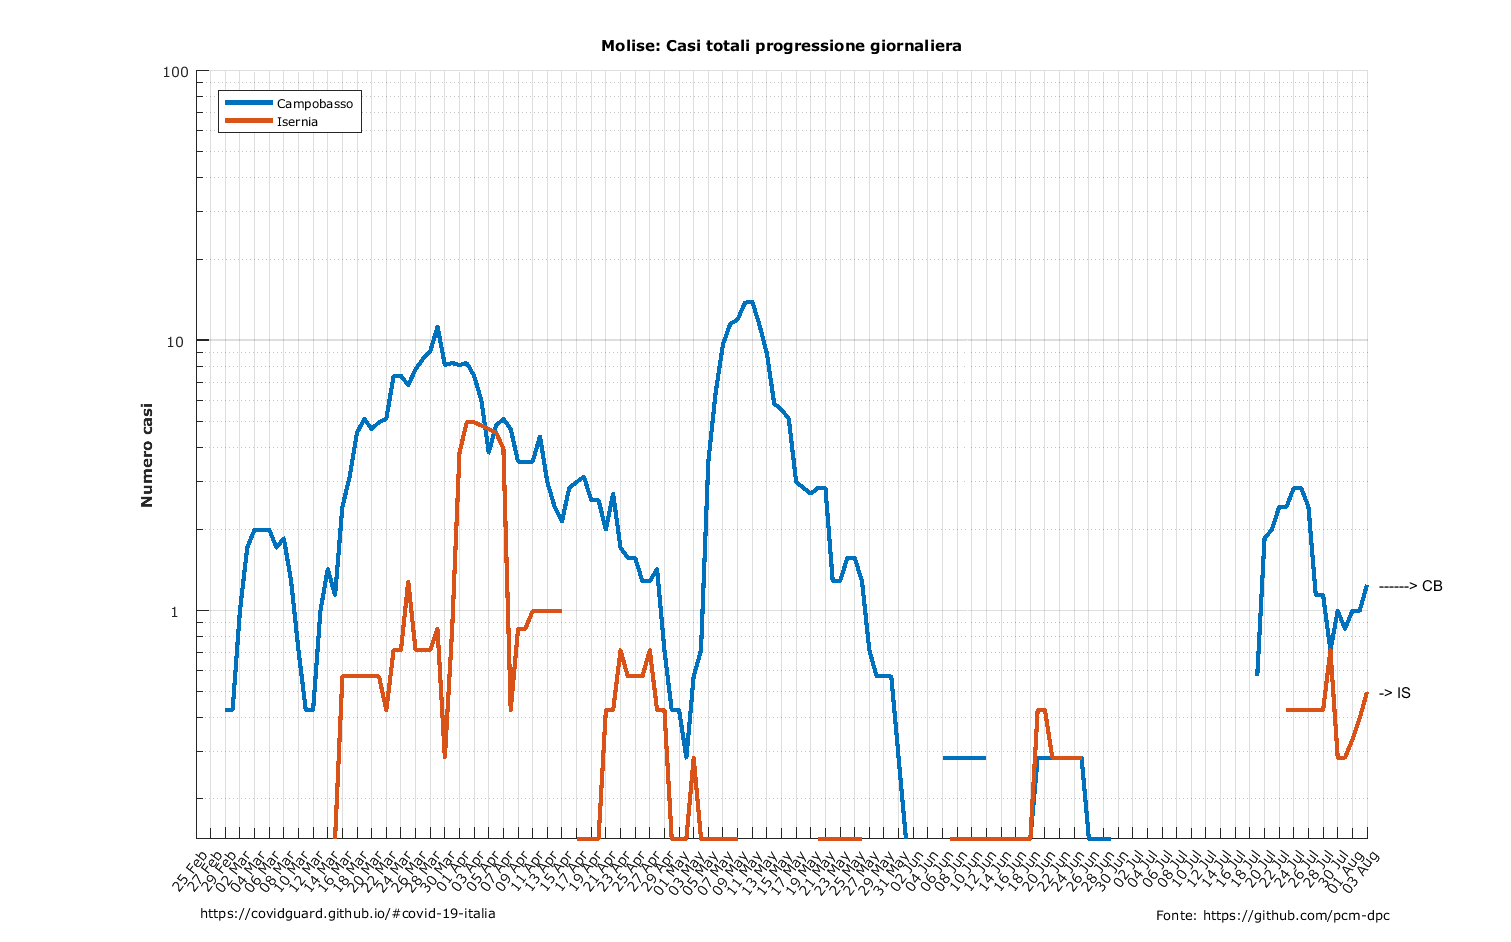 Molise: Casi totali progressione giornaliera
100
10
1
Numero casi
Campobasso
Isernia
------> CB
-> IS
25 Feb
27 Feb
29 Feb
02 Mar
04 Mar
06 Mar
08 Mar
10 Mar
12 Mar
14 Mar
16 Mar
18 Mar
20 Mar
22 Mar
24 Mar
26 Mar
28 Mar
30 Mar
01 Apr
03 Apr
05 Apr
07 Apr
09 Apr
11 Apr
13 Apr
15 Apr
17 Apr
19 Apr
21 Apr
23 Apr
25 Apr
27 Apr
29 Apr
01 May
03 May
05 May
07 May
09 May
11 May
13 May
15 May
17 May
19 May
21 May
23 May
25 May
27 May
29 May
31 May
02 Jun
04 Jun
06 Jun
08 Jun
10 Jun
12 Jun
14 Jun
16 Jun
18 Jun
20 Jun
22 Jun
24 Jun
26 Jun
28 Jun
30 Jun
02 Jul
04 Jul
06 Jul
08 Jul
10 Jul
12 Jul
14 Jul
16 Jul
18 Jul
20 Jul
22 Jul
24 Jul
26 Jul
28 Jul
30 Jul
01 Aug
03 Aug
https://covidguard.github.io/#covid-19-italia
Fonte: https://github.com/pcm-dpc